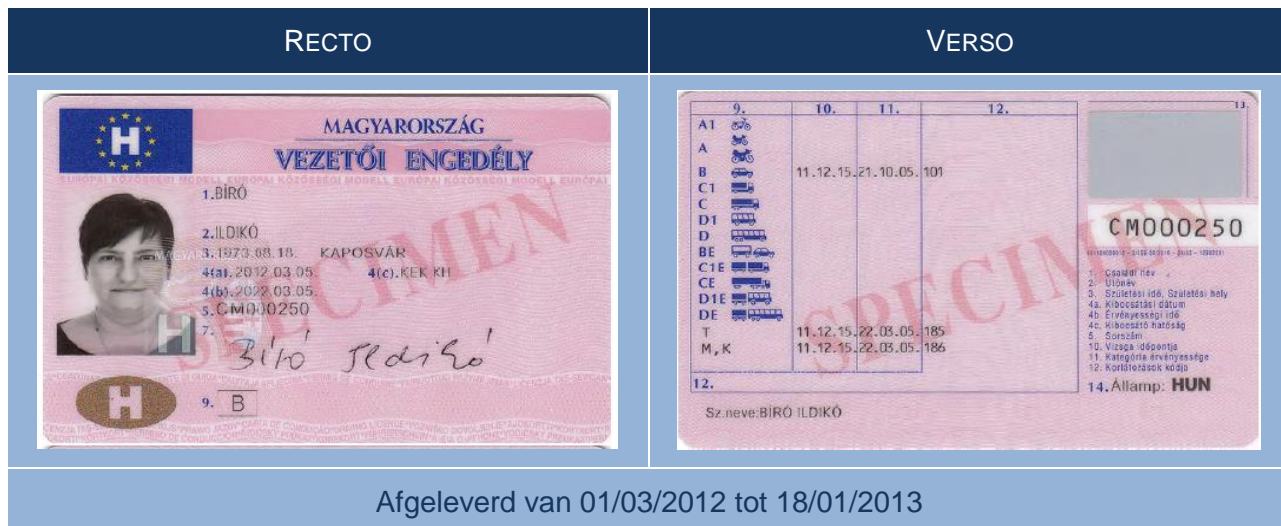 RECTO
VERSO
H
MAGYARORSZÁG
VEZETŐI ENGEDÉLY
1.BÍRÓ
2.ILDIKÓ
3.1973.08.18. KAPOSVÁR
4(a).2012.03.05. 4(c).KEK KH
4(b).2022.03.05.
5.CM000250
7.
Bíró Ildikó
H
H
9. B
SPECIMEN
9. 10. 11. 12. 13.
A1
A
B 11.12.15. 21.10.05. 101
C1
C
D1
D
BE
C1E
CE
D1E
DE
T 11.12.15. 22.03.05. 185
M,K 11.12.15. 22.03.05. 186
12.
Sz.neve:BÍRÓ ILDIKÓ
CM000250
1. Családi név
2. Utónév
3. Születési idő, Születési hely
4a. Kibocsátási dátum
4b. Érvényességi idő
4c. Kibocsátó hatóság
5. Sorszám
10. Vizsga időpontja
11. Kategória érvényessége
12. Korlátozások kódja
14.Államp: HUN
SPECIMEN
Afgeleverd van 01/03/2012 tot 18/01/2013